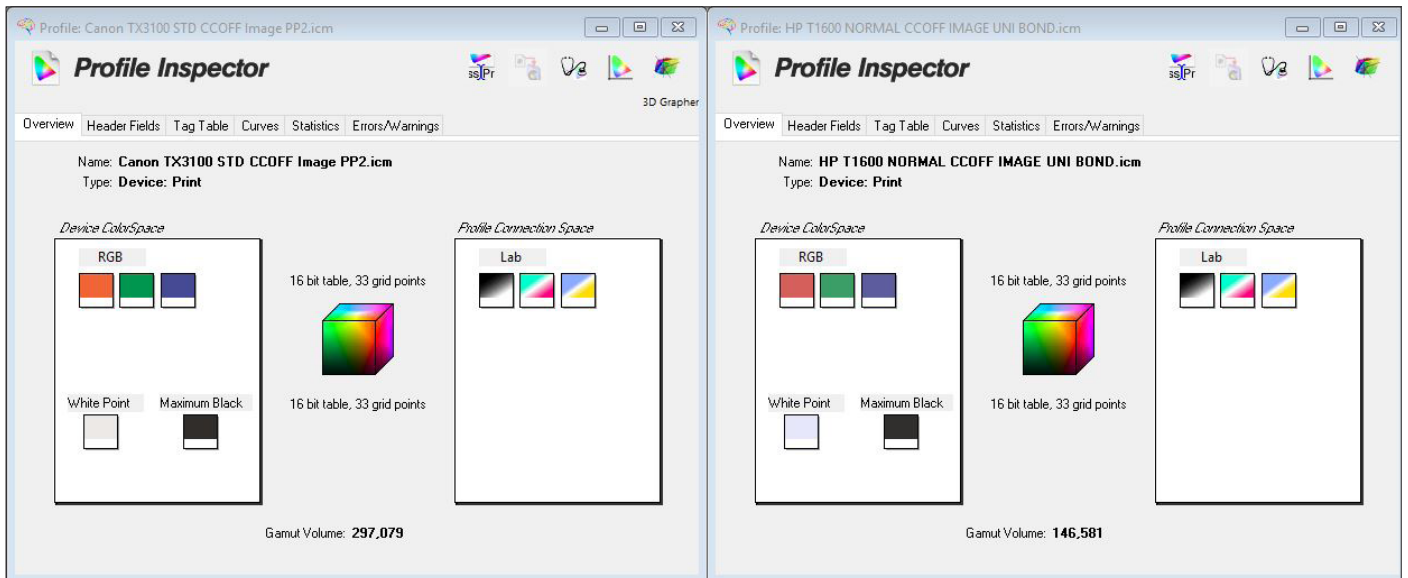 Profile: Canon TX3100 STD CCOFF Image PP2.icm
Profile Inspector
ss Pr
3D Grapher
Overview Header Fields Tag Table Curves Statistics Errors/Warnings
Name: Canon TX3100 STD CCOFF Image PP2.icm
Type: Device: Print
Device ColorSpace
Profile Connection Space
RGB
Lab
16 bit table, 33 grid points
White Point
Maximum Black
16 bit table, 33 grid points
Gamut Volume: 297,079
Profile: HP T1600 NORMAL CCOFF IMAGE UNI BOND.icm
Profile Inspector
ss Pr
Overview Header Fields Tag Table Curves Statistics Errors/Warnings
Name: HP T1600 NORMAL CCOFF IMAGE UNI BOND.icm
Type: Device: Print
Device ColorSpace
Profile Connection Space
RGB
Lab
16 bit table, 33 grid points
White Point
Maximum Black
16 bit table, 33 grid points
Gamut Volume: 146,581